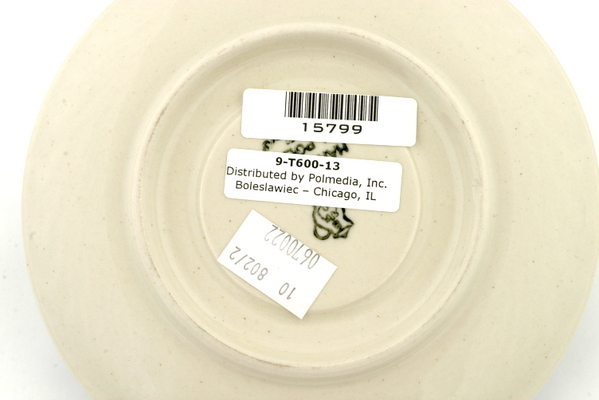 15799
9-T600-13
Distributed by Polmedia, Inc.
Boleslawiec – Chicago, IL
10 802/2
0670022